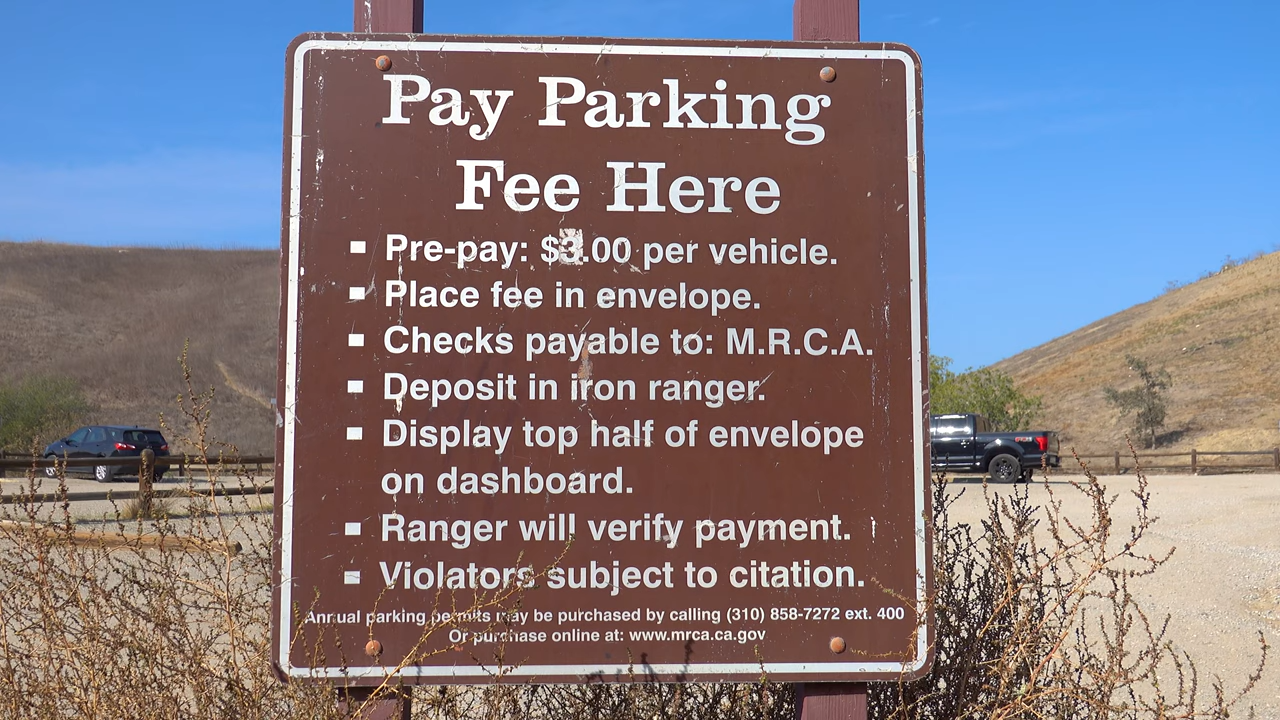 Pay Parking
Fee Here
▪ Pre-pay: $3.00 per vehicle.
▪ Place fee in envelope.
▪ Checks payable to: M.R.C.A.
▪ Deposit in iron ranger.
▪ Display top half of envelope
on dashboard.
▪ Ranger will verify payment.
▪ Violators subject to citation.
Annual parking permits may be purchased by calling (310) 858-7272 ext. 400
Or purchase online at: www.mrca.ca.gov